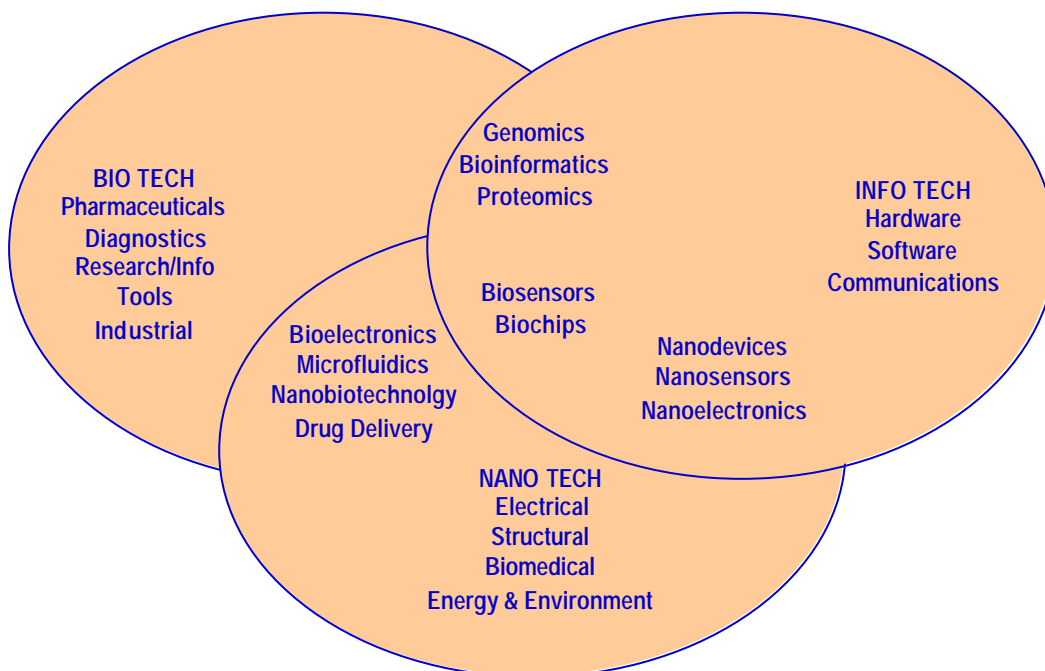 BIO TECH
Pharmaceuticals
Diagnostics
Research/Info
Tools
Industrial
Genomics
Bioinformatics
Proteomics
INFO TECH
Hardware
Software
Communications
Biosensors
Biochips
Bioelectronics
Microfluidics
Nanobiotechnolgy
Drug Delivery
Nanodevices
Nanosensors
Nanoelectronics
NANO TECH
Electrical
Structural
Biomedical
Energy & Environment